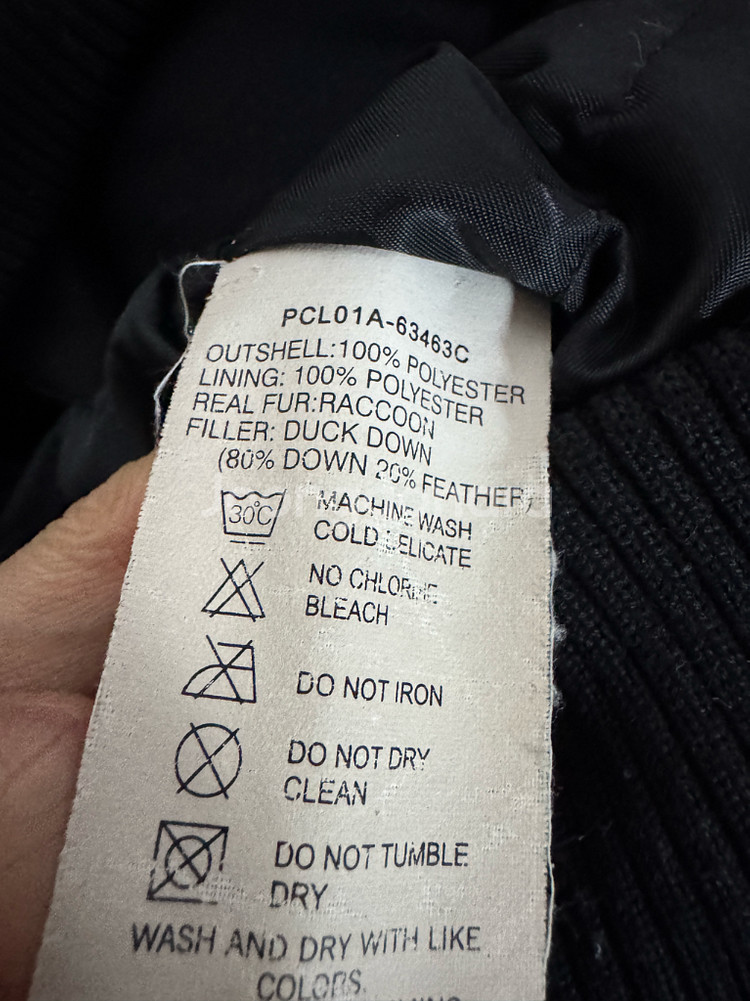 PCL01A-63463C
OUTSHELL:100% POLYESTER
LINING: 100% POLYESTER
REAL FUR:RACCOON
FILLER: DUCK DOWN
(80% DOWN 20% FEATHER)
30°C
MACHINE WASH
COLD DELICATE
NO CHLORINE
BLEACH
DO NOT IRON
DO NOT DRY
CLEAN
DO NOT TUMBLE
DRY
WASH AND DRY WITH LIKE
COLORS.